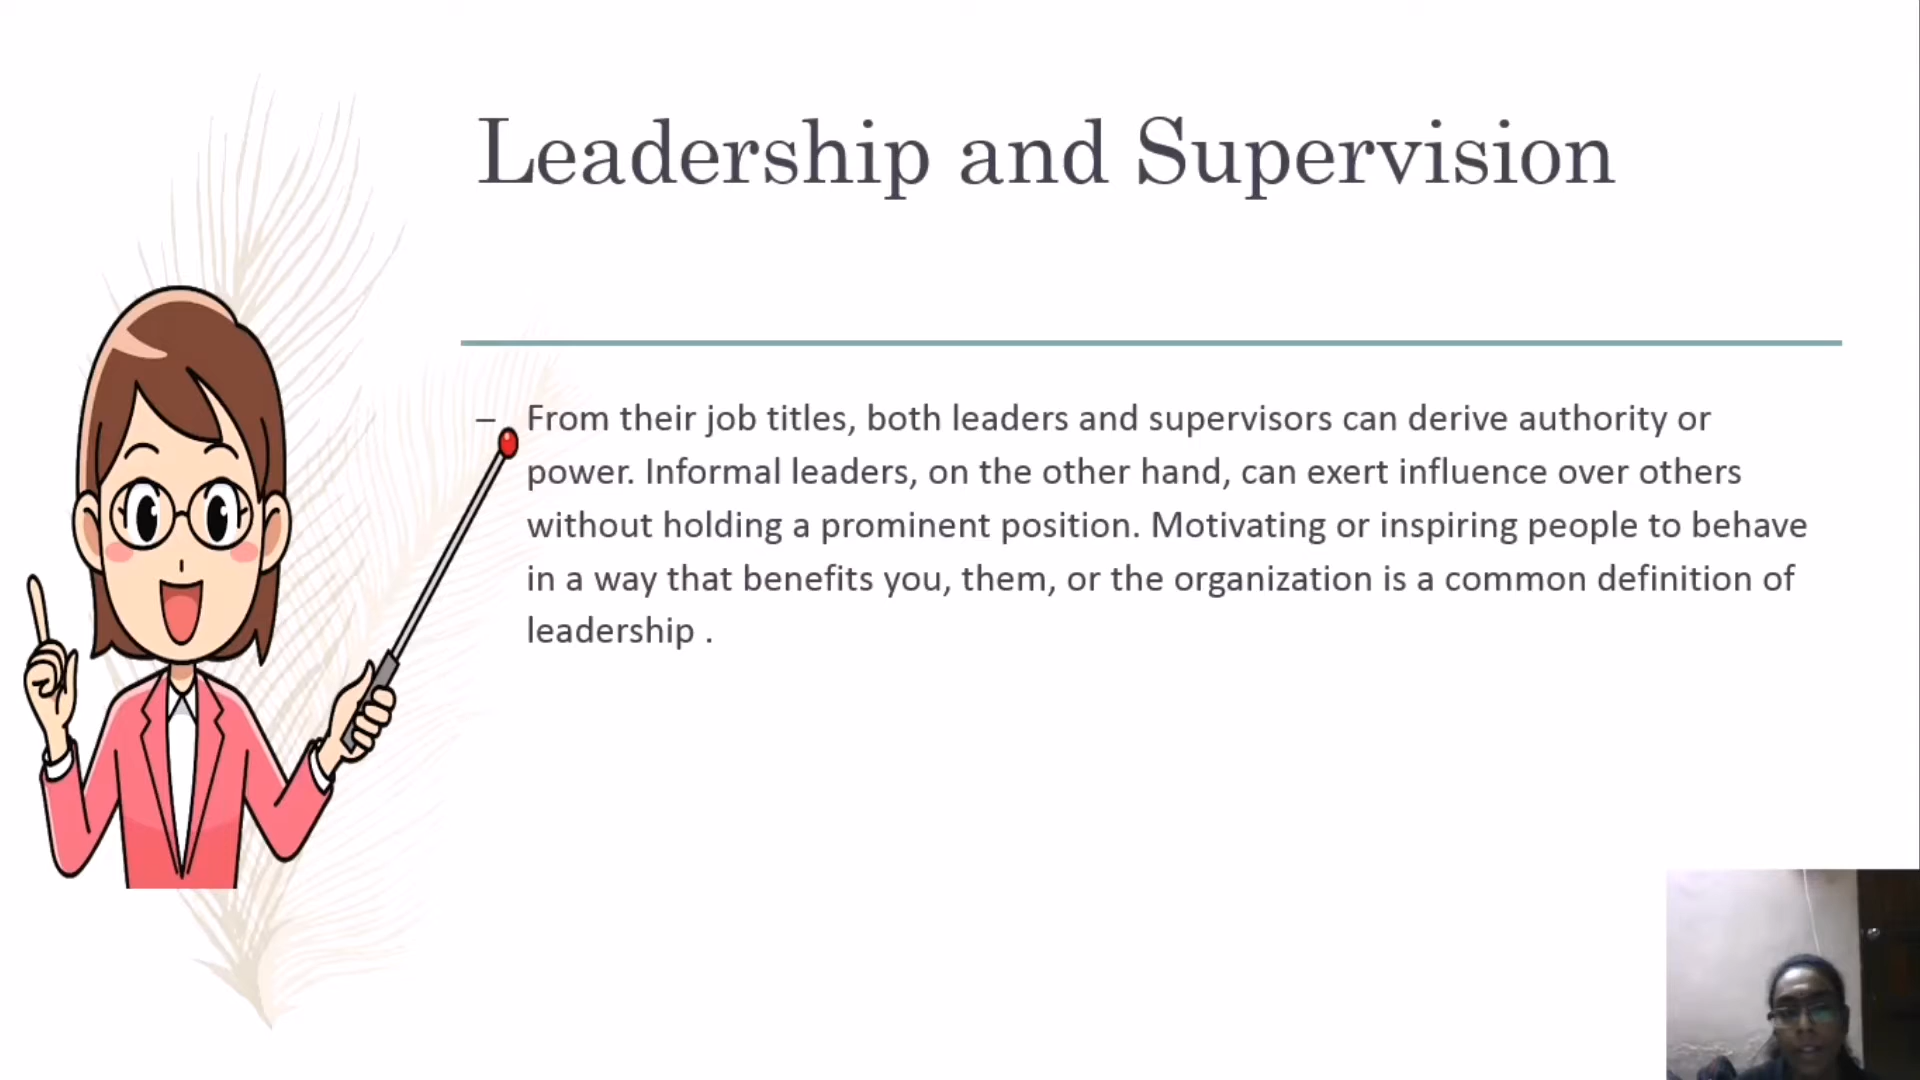 Leadership and Supervision
– From their job titles, both leaders and supervisors can derive authority or
power. Informal leaders, on the other hand, can exert influence over others
without holding a prominent position. Motivating or inspiring people to behave
in a way that benefits you, them, or the organization is a common definition of
leadership .